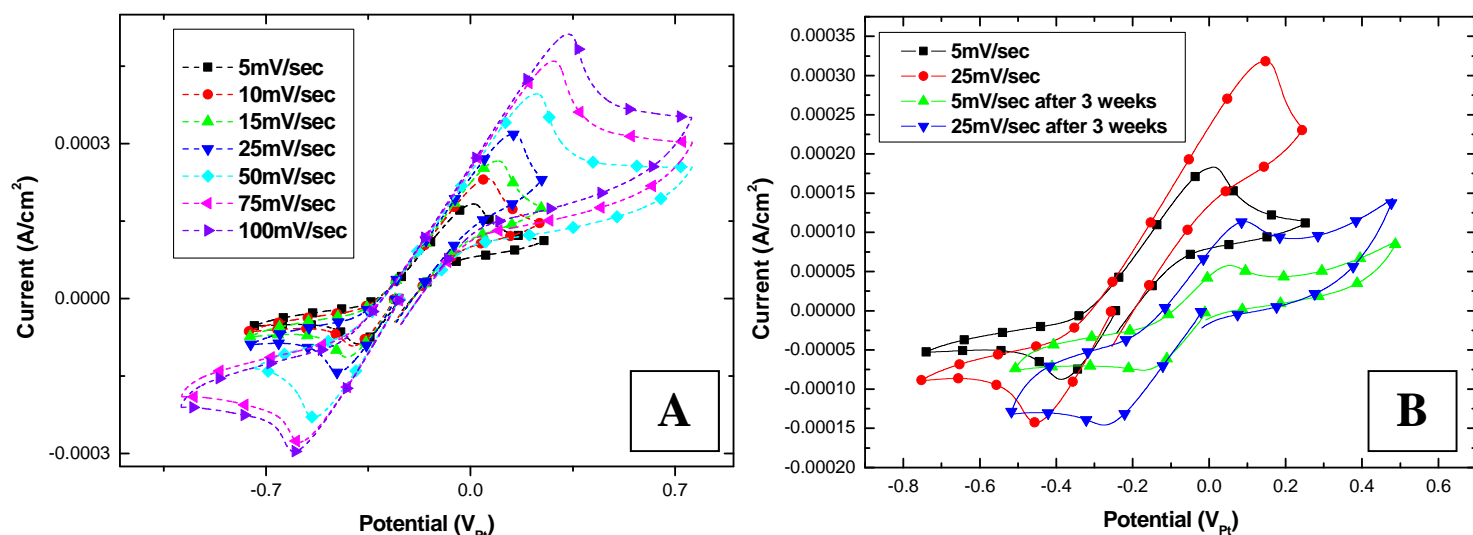 5mV/sec
10mV/sec
15mV/sec
25mV/sec
50mV/sec
75mV/sec
100mV/sec
0.0003
0.0000
-0.0003
Current (A/cm²)
-0.7
0.0
0.7
Potential (V_Pt)
A
5mV/sec
25mV/sec
5mV/sec after 3 weeks
25mV/sec after 3 weeks
0.00035
0.00030
0.00025
0.00020
0.00015
0.00010
0.00005
0.00000
-0.00005
-0.00010
-0.00015
-0.00020
Current (A/cm²)
-0.8
-0.6
-0.4
-0.2
0.0
0.2
0.4
0.6
Potential (V_Pt)
B